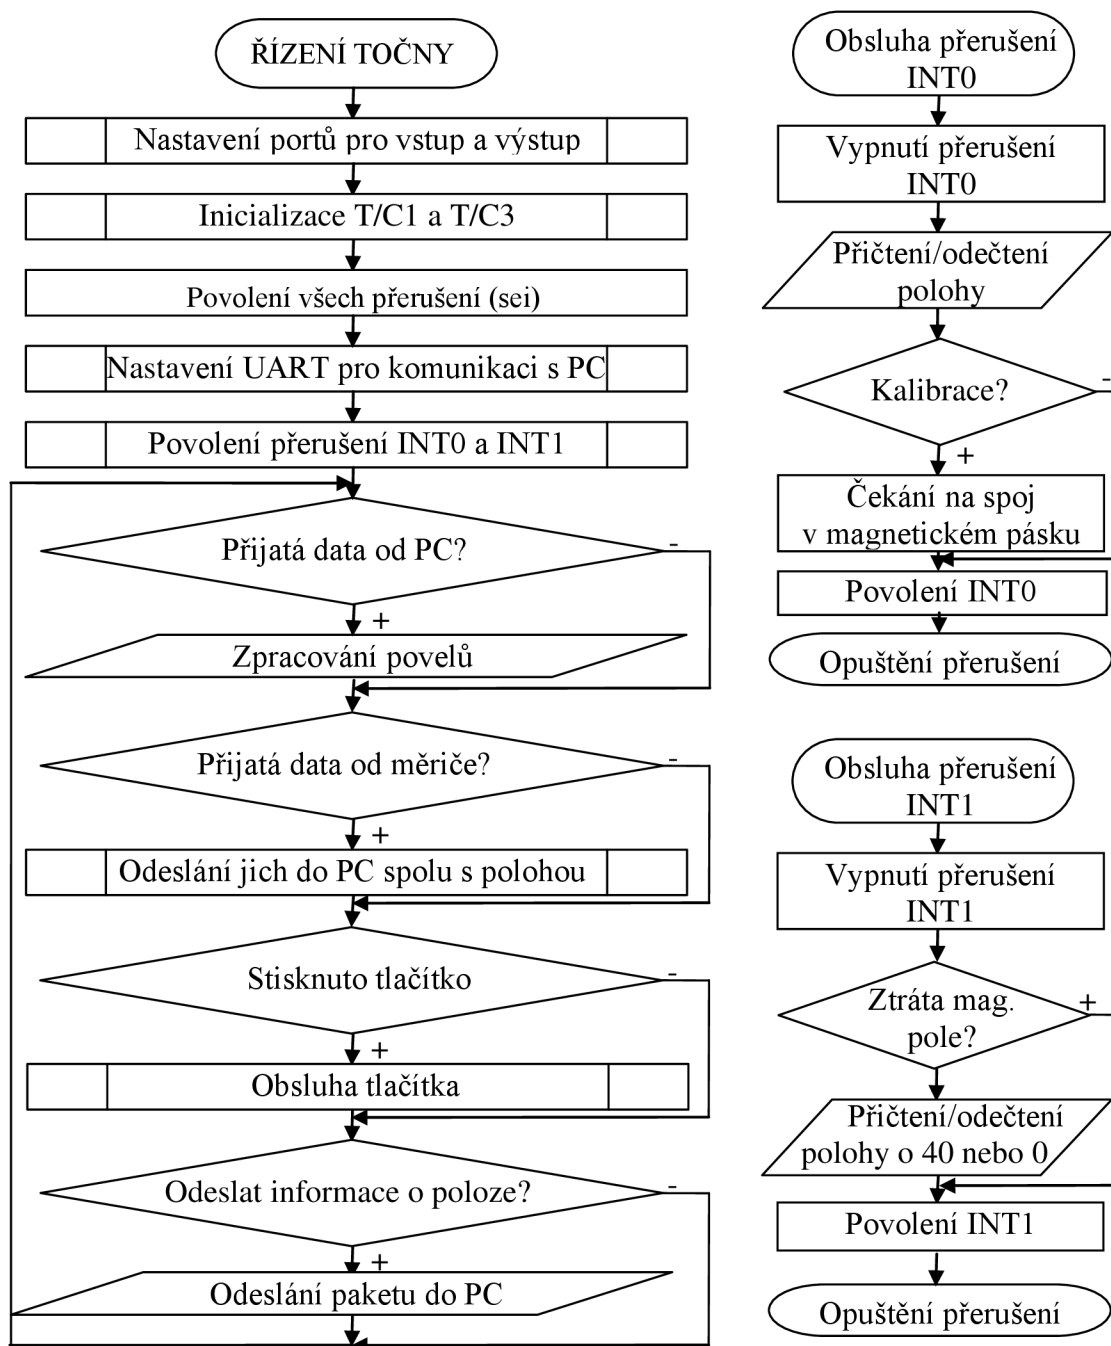 ŘÍZENÍ TOČNY
Nastavení portů pro vstup a výstup
Inicializace T/C1 a T/C3
Povolení všech přerušení (sei)
Nastavení UART pro komunikaci s PC
Povolení přerušení INT0 a INT1
Přijatá data od PC?
-
+
Zpracování povelů
Přijatá data od měriče?
-
+
Odeslání jich do PC spolu s polohou
Stisknuto tlačítko
-
+
Obsluha tlačítka
Odeslat informace o poloze?
-
+
Odeslání paketu do PC
Obsluha přerušení
INT0
Vypnutí přerušení
INT0
Přičtení/odečtení
polohy
Kalibrace?
-
+
Čekání na spoj
v magnetickém pásku
Povolení INT0
Opuštění přerušení
Obsluha přerušení
INT1
Vypnutí přerušení
INT1
Ztráta mag.
pole?
+
Přičtení/odečtení
polohy o 40 nebo 0
Povolení INT1
Opuštění přerušení